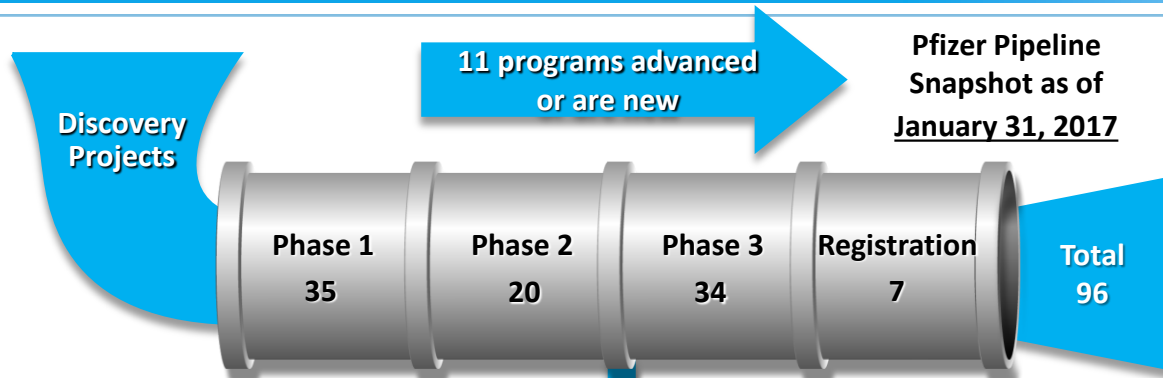 11 programs advanced
or are new
Pfizer Pipeline
Snapshot as of
January 31, 2017
Discovery
Projects
Phase 1
35
Phase 2
20
Phase 3
34
Registration
7
Total
96